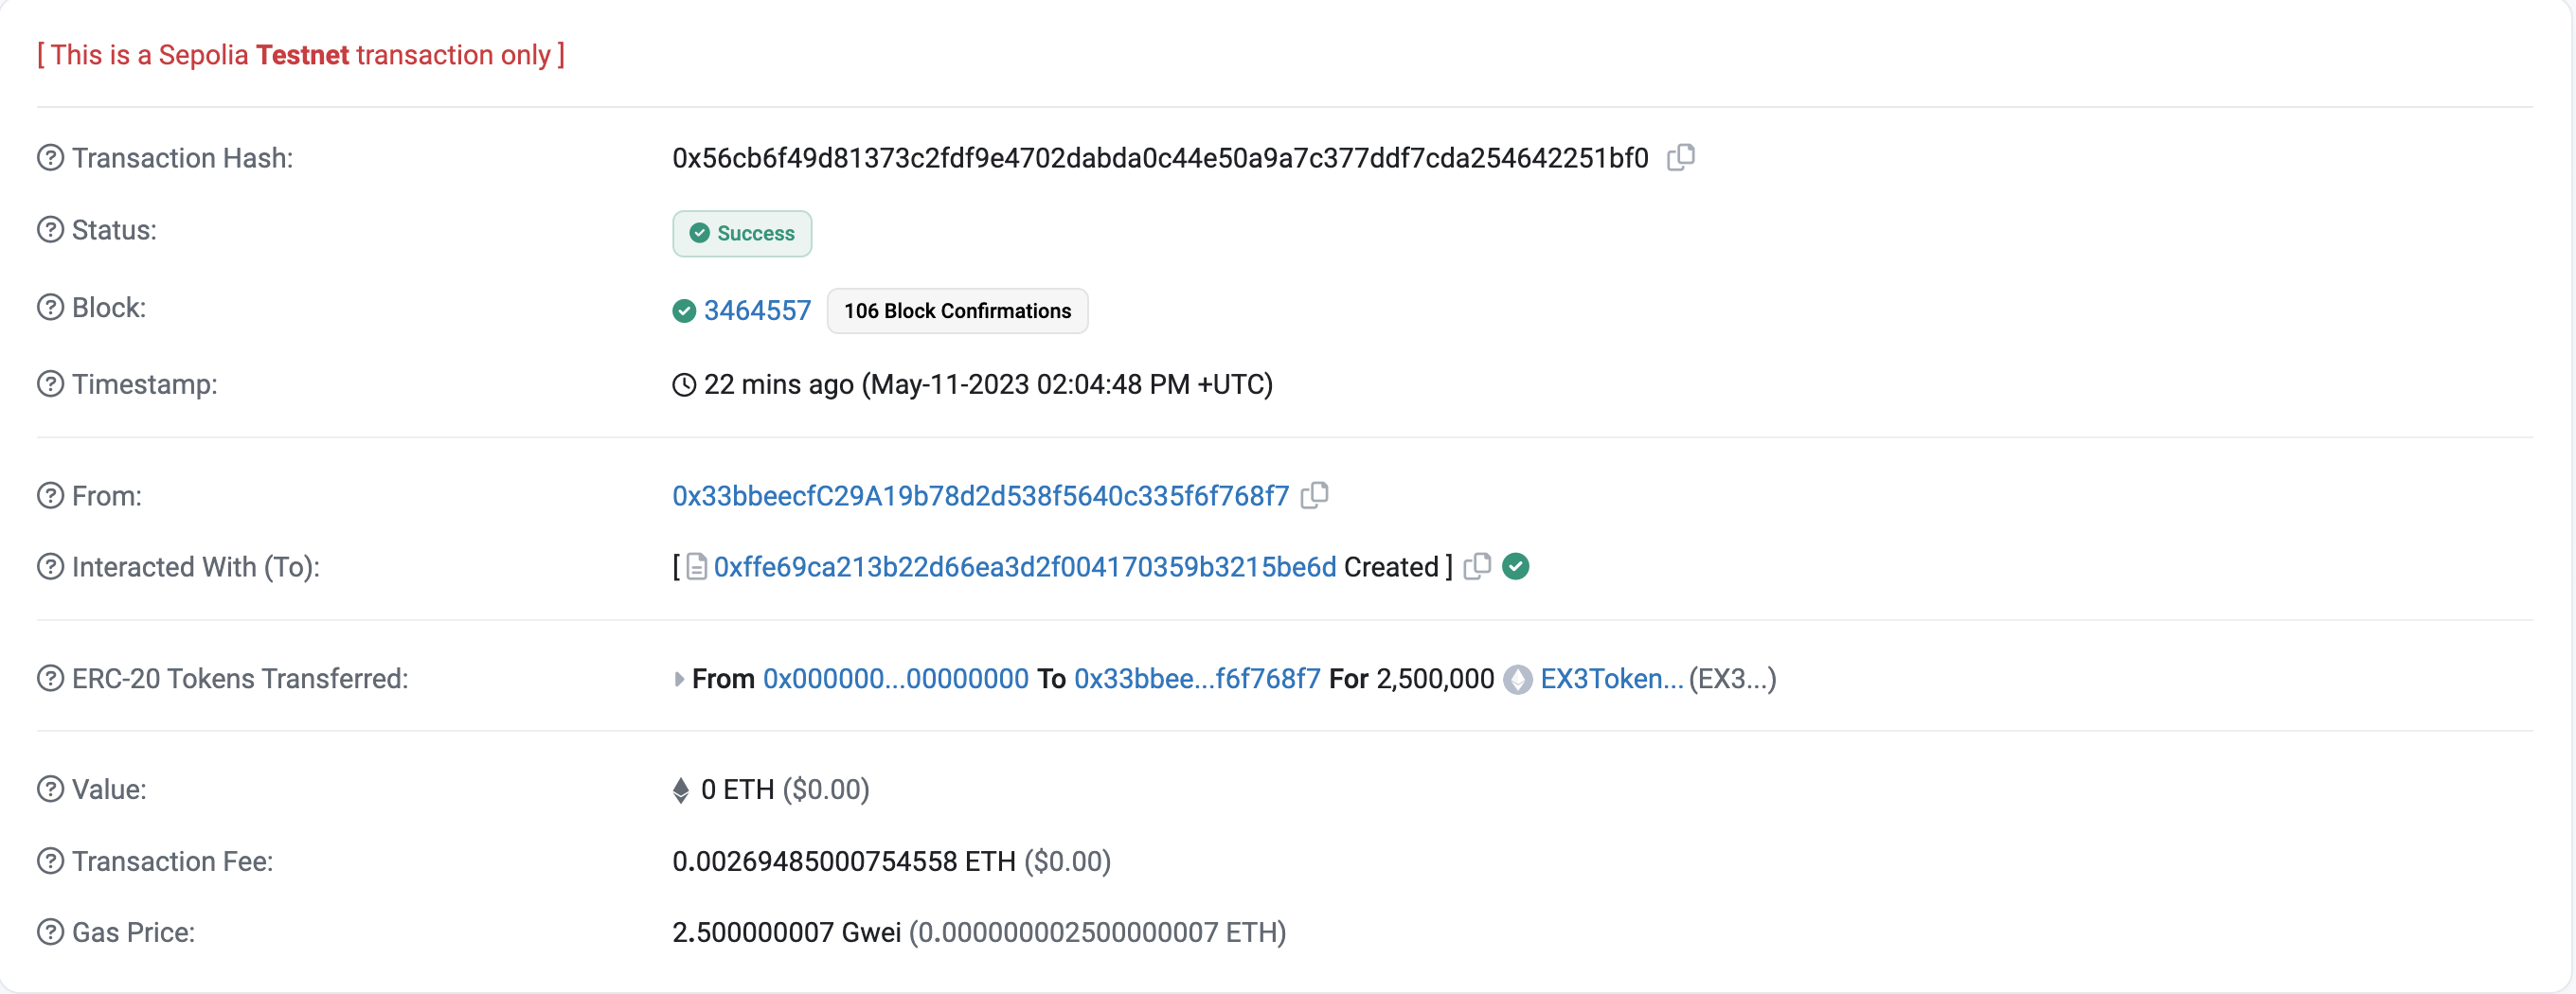 [ This is a Sepolia Testnet transaction only ]
Transaction Hash: 0x56cb6f49d81373c2fdf9e4702dabda0c44e50a9a7c377ddf7cda254642251bf0
Status: Success
Block: 3464557 106 Block Confirmations
Timestamp: 22 mins ago (May-11-2023 02:04:48 PM +UTC)
From: 0x33bbeecfC29A19b78d2d538f5640c335f6f768f7
Interacted With (To): [ 0xffe69ca213b22d66ea3d2f004170359b3215be6d Created ]
ERC-20 Tokens Transferred: From 0x000000...00000000 To 0x33bbee...f6f768f7 For 2,500,000 EX3Token... (EX3...)
Value: 0 ETH ($0.00)
Transaction Fee: 0.00269485000754558 ETH ($0.00)
Gas Price: 2.500000007 Gwei (0.000000002500000007 ETH)